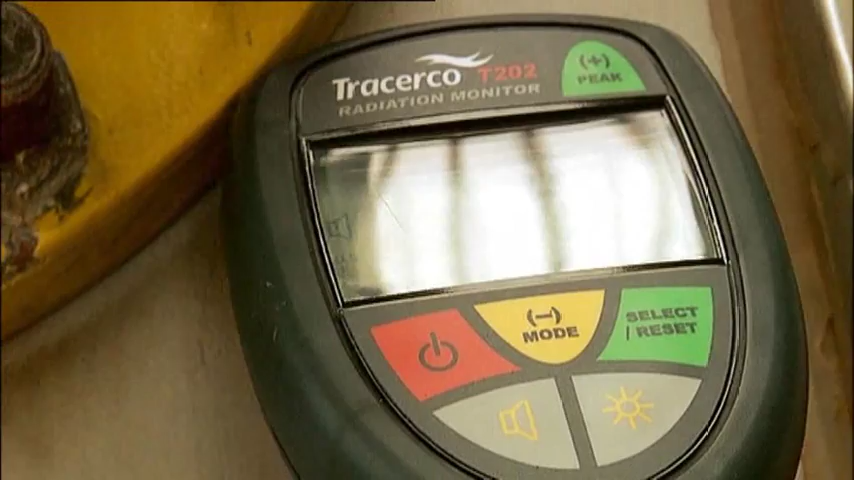 Tracerco T202
RADIATION MONITOR
(+)
PEAK
(-)
MODE
SELECT
/ RESET